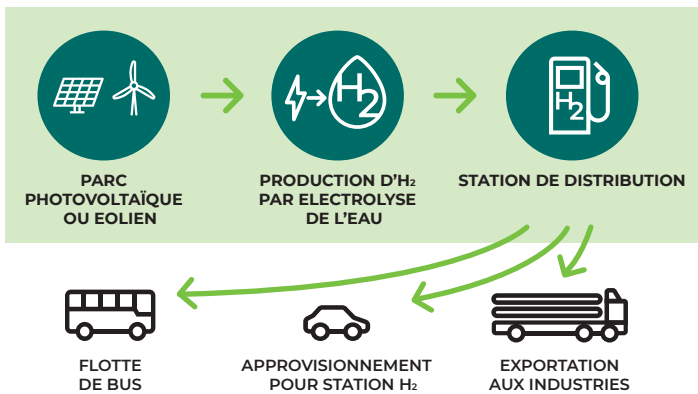 H2
H2
PARC
PHOTOVOLTAÏQUE
OU EOLIEN
PRODUCTION D'H₂
PAR ELECTROLYSE
DE L'EAU
STATION DE DISTRIBUTION
FLOTTE
DE BUS
APPROVISIONNEMENT
POUR STATION H₂
EXPORTATION
AUX INDUSTRIES